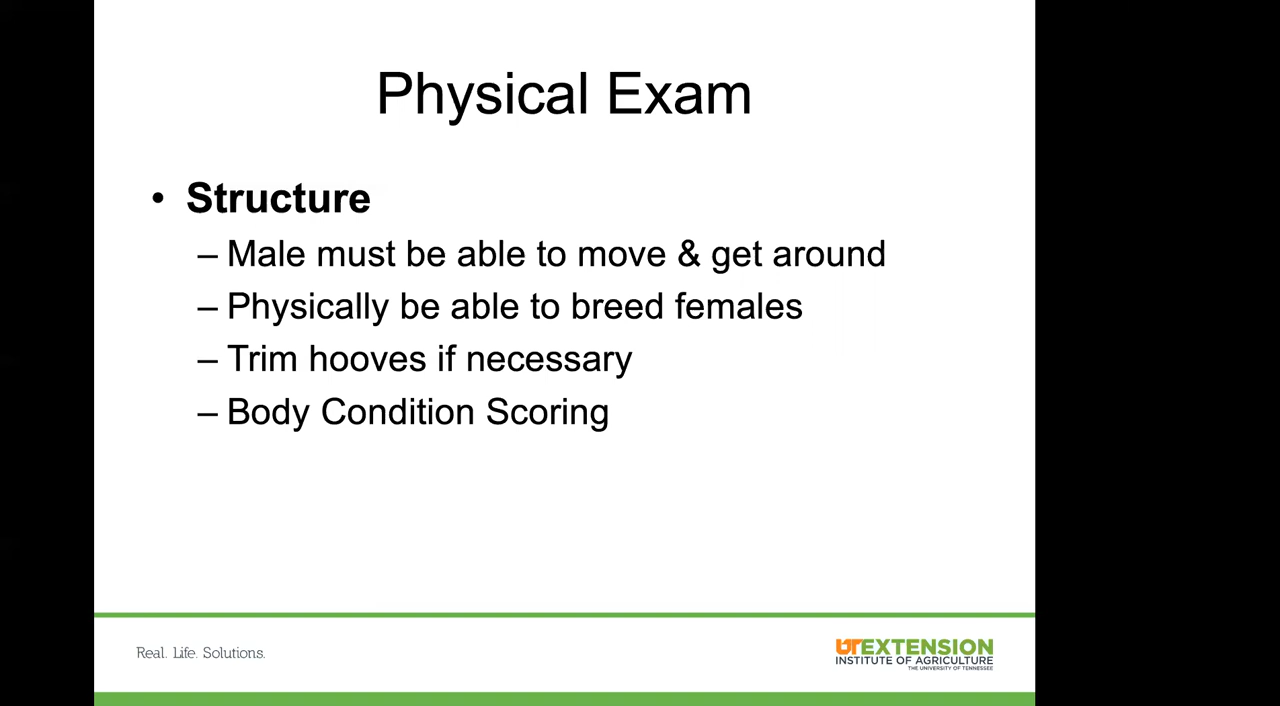 Physical Exam
• Structure
– Male must be able to move & get around
– Physically be able to breed females
– Trim hooves if necessary
– Body Condition Scoring
Real. Life. Solutions.
UTEXTENSION
INSTITUTE OF AGRICULTURE
THE UNIVERSITY OF TENNESSEE